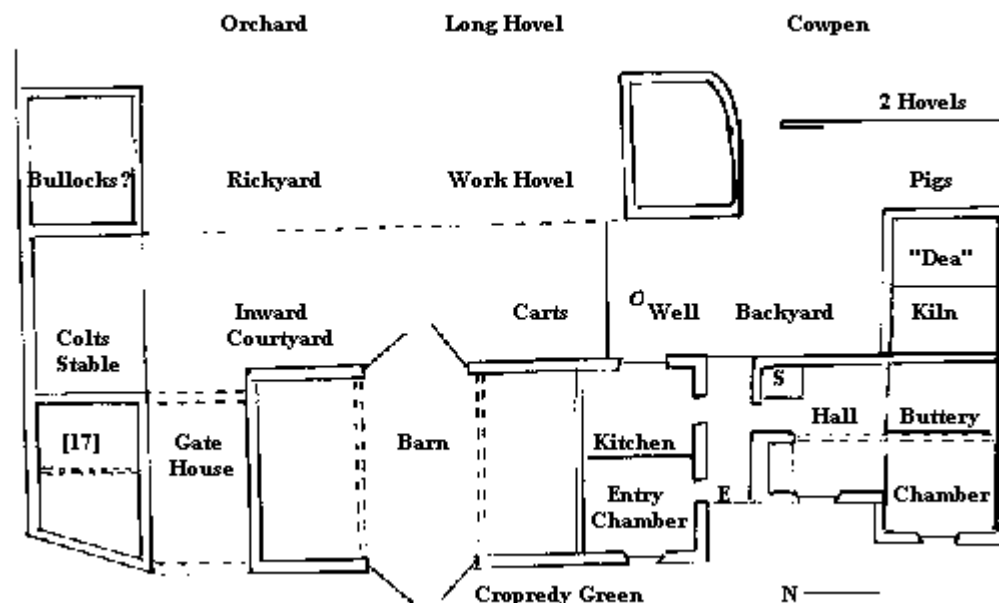 Orchard Long Hovel Cowpen
2 Hovels
Bullocks? Rickyard Work Hovel Pigs
"Dea"
Inward Courtyard
Carts
Well
Backyard
Kiln
Colts Stable
S
Hall
Buttery
[17]
Gate House
Barn
Kitchen
Entry Chamber
E
Chamber
Cropredy Green
N